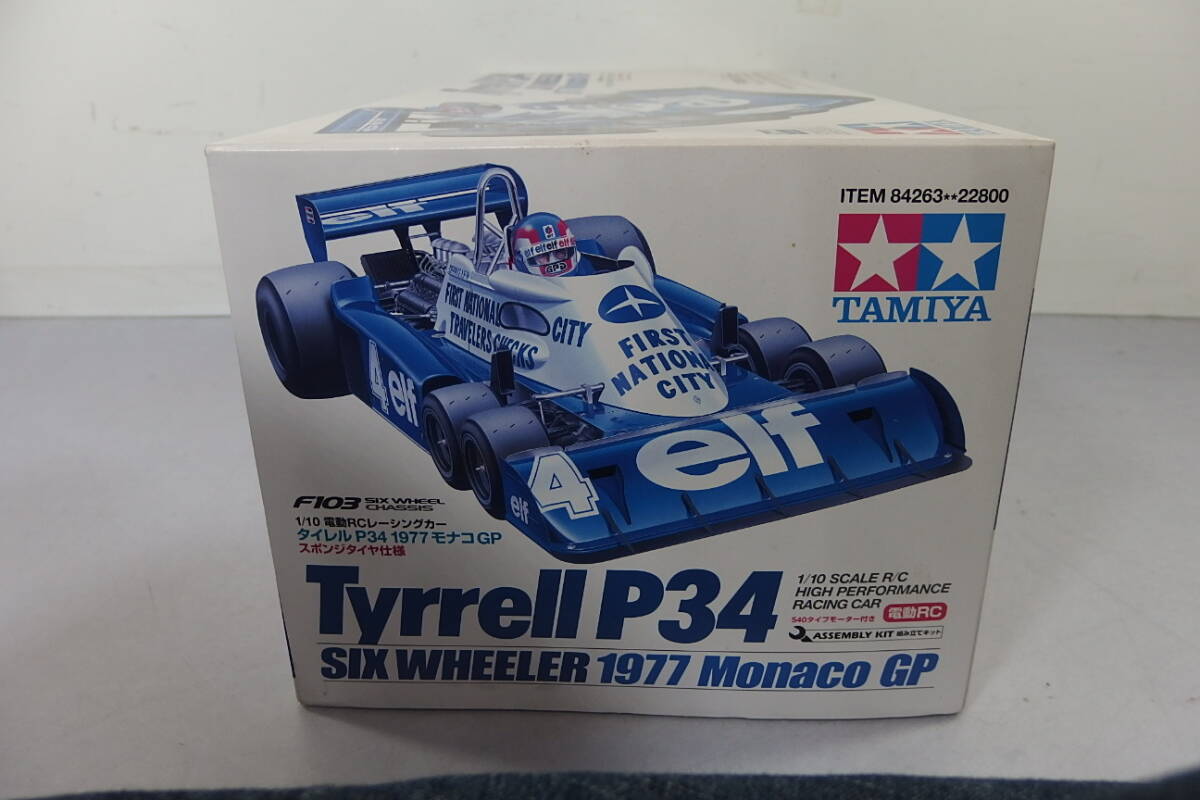 ITEM 84263**22800
TAMIYA
elf
elf elf elf
FIRST NATIONAL CITY
TRAVELERS CHECKS
FIRST
NATIONAL
CITY
4 elf
elf
4
elf
F103 SIX WHEEL
CHASSIS
1/10 電動RCレーシングカー
タイレル P34 1977 モナコ GP
スポンジタイヤ仕様
Tyrrell P34
1/10 SCALE R/C
HIGH PERFORMANCE
RACING CAR
540タイプモーター付き 電動RC
ASSEMBLY KIT 組み立てキット
SIX WHEELER 1977 Monaco GP